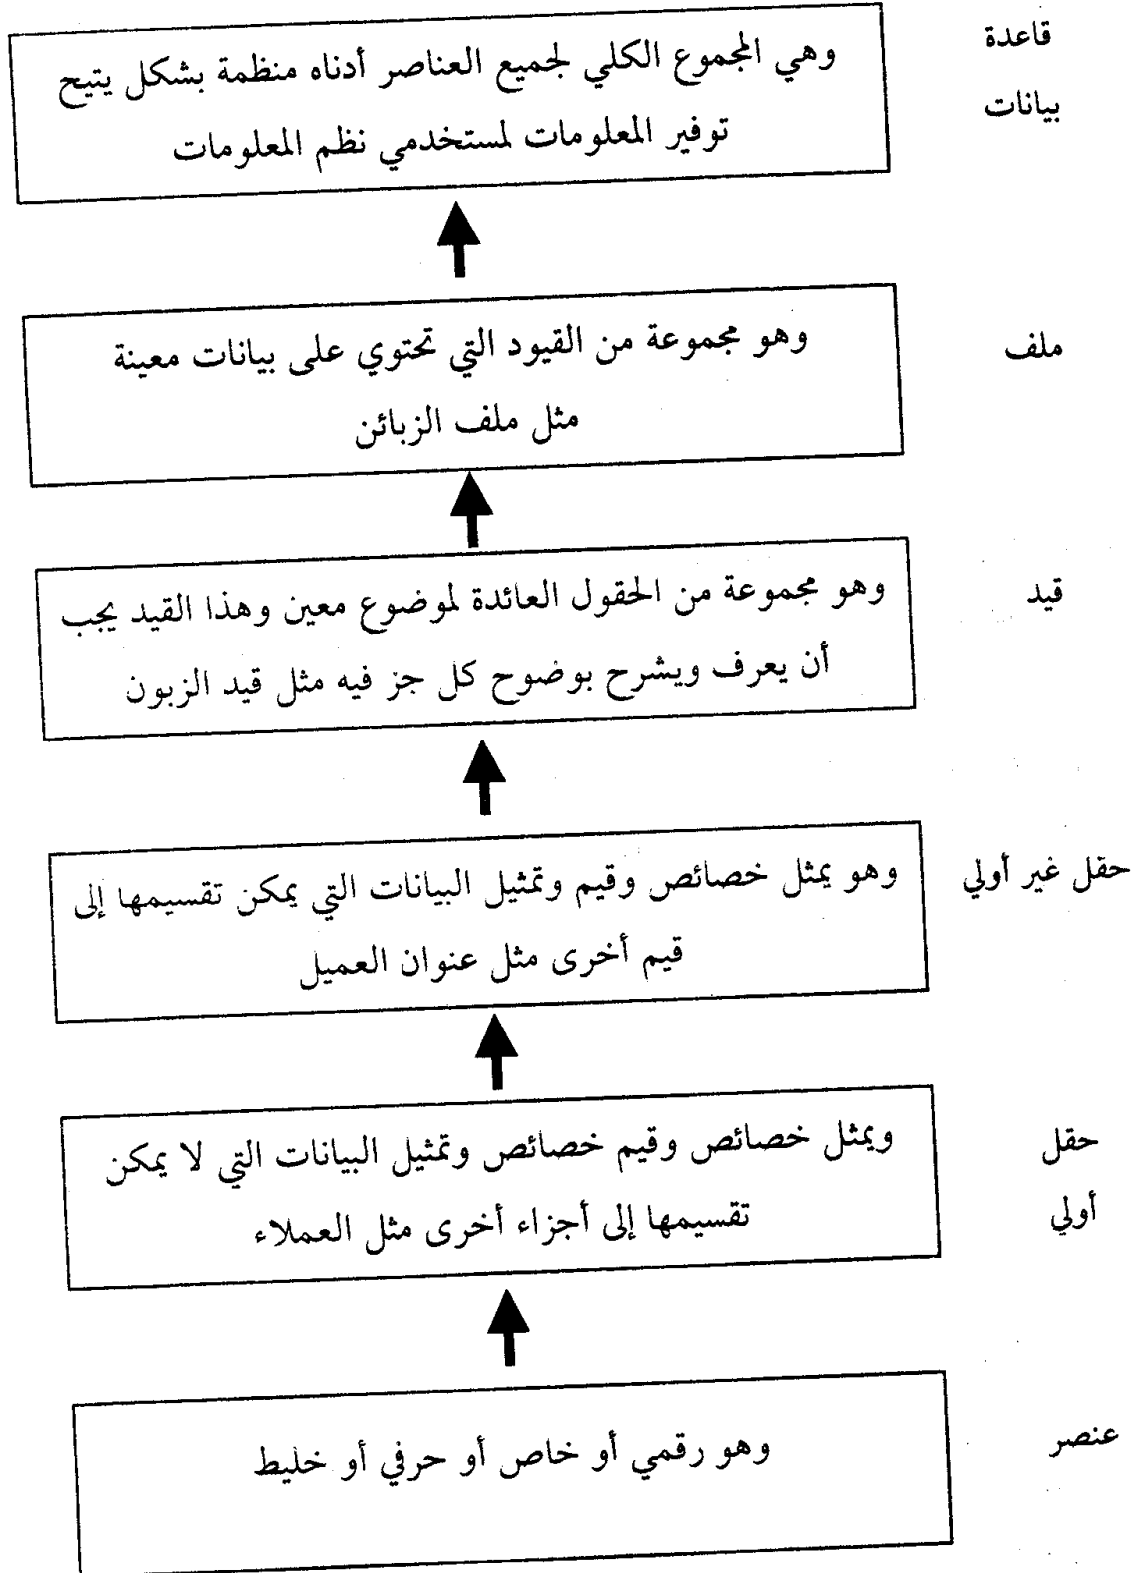 قاعدة
بيانات
وهي المجموع الكلي لجميع العناصر أدناه منظمة بشكل يتيح
توفير المعلومات لمستخدمي نظم المعلومات
ملف
وهو مجموعة من القيود التي تحتوي على بيانات معينة
مثل ملف الزبائن
قيد
وهو مجموعة من الحقول العائدة لموضوع معين وهذا القيد يجب
أن يعرف ويشرح بوضوح كل جز فيه مثل قيد الزبون
حقل غير أولي
وهو يمثل خصائص وقيم وتمثيل البيانات التي يمكن تقسيمها إلى
قيم أخرى مثل عنوان العميل
حقل
أولي
ويمثل خصائص وقيم خصائص وتمثيل البيانات التي لا يمكن
تقسيمها إلى أجزاء أخرى مثل العملاء
عنصر
وهو رقمي أو خاص أو حرفي أو خليط